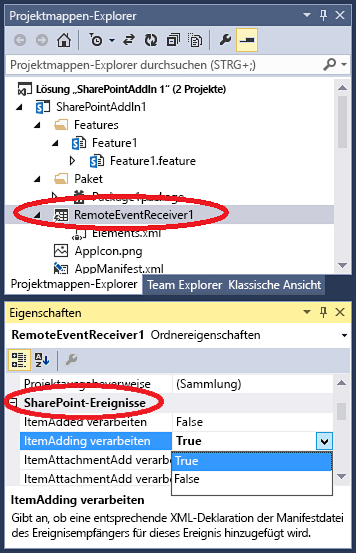 Projektmappen-Explorer
Projektmappen-Explorer durchsuchen (STRG+;)
Lösung „SharePointAddIn 1“ (2 Projekte)
SharePointAddIn1
Features
Feature1
Feature1.feature
Paket
Package1.package
RemoteEventReceiver1
Elements.xml
AppIcon.png
AppManifest.xml
Projektmappen-Explorer Team Explorer Klassische Ansicht
Eigenschaften
RemoteEventReceiver1 Ordnereigenschaften
Projektausgabeverweise (Sammlung)
SharePoint-Ereignisse
ItemAdded verarbeiten False
ItemAdding verarbeiten True
ItemAttachmentAdd verarbe True
ItemAttachmentAdd verarbe False
ItemAdding verarbeiten
Gibt an, ob eine entsprechende XML-Deklaration der Manifestdatei
des Ereignisempfängers für dieses Ereignis hinzugefügt wird.